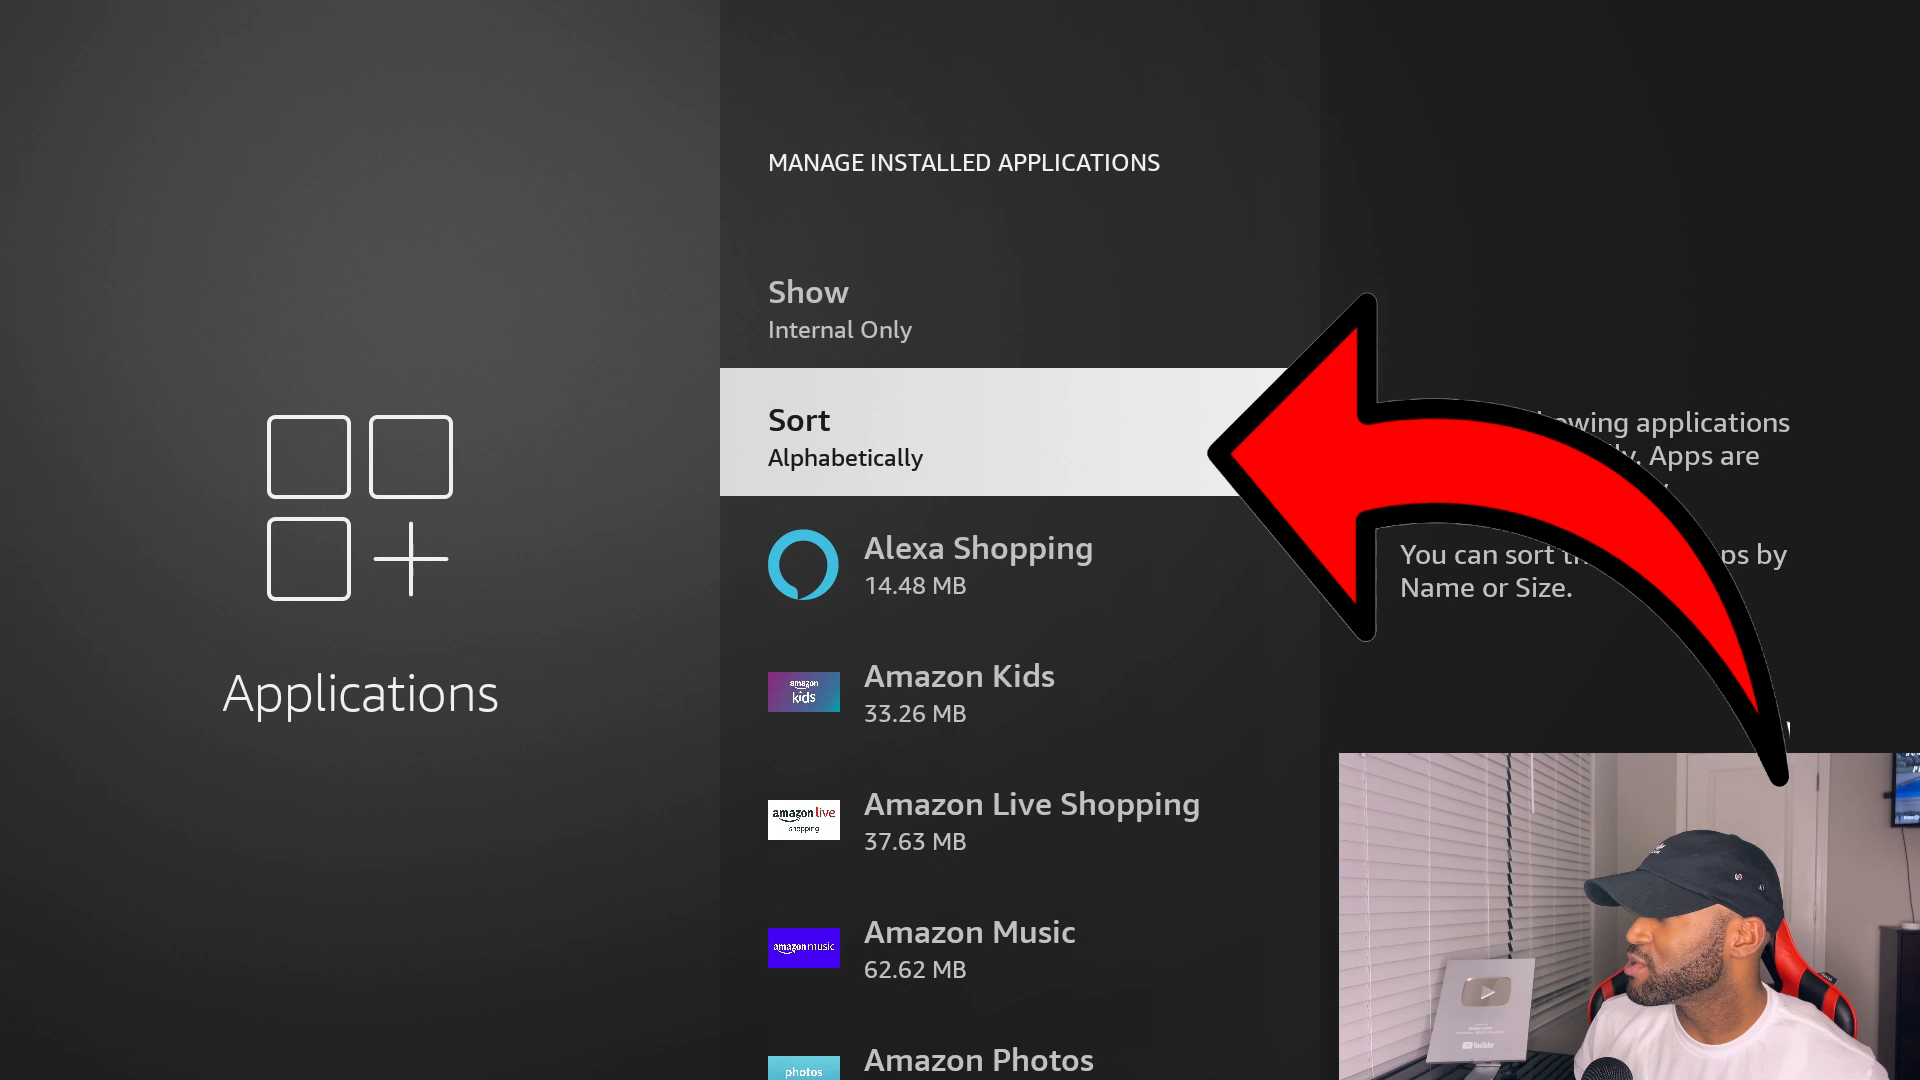 MANAGE INSTALLED APPLICATIONS
Show
Internal Only
Sort
Alphabetically
Applications
Alexa Shopping
14.48 MB
amazon
kids
Amazon Kids
33.26 MB
amazon live
shopping
Amazon Live Shopping
37.63 MB
amazon music
Amazon Music
62.62 MB
photos
Amazon Photos
applications
Apps are
You can sort
by
Name or Size.
YouTube